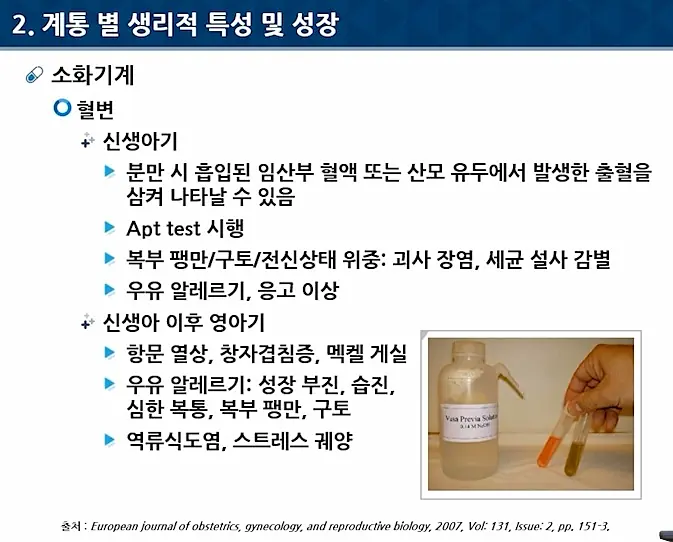 2. 계통 별 생리적 특성 및 성장
소화기계
혈변
신생아기
분만 시 흡입된 임산부 혈액 또는 산모 유두에서 발생한 출혈을
삼켜 나타날 수 있음
Apt test 시행
복부 팽만/구토/전신상태 위중: 괴사 장염, 세균 설사 감별
우유 알레르기, 응고 이상
신생아 이후 영아기
항문 열상, 창자겹침증, 멕켈 게실
우유 알레르기: 성장 부진, 습진,
심한 복통, 복부 팽만, 구토
역류식도염, 스트레스 궤양
Vasa Previa Solution
0.14 M NaOH
출처 : European journal of obstetrics, gynecology, and reproductive biology, 2007, Vol: 131, Issue: 2, pp. 151-3.